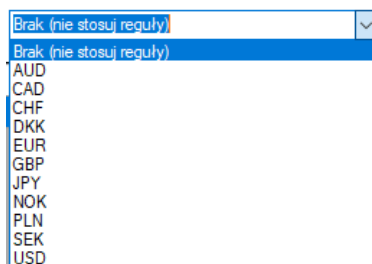 Brak (nie stosuj reguły)
Brak (nie stosuj reguły)
AUD
CAD
CHF
DKK
EUR
GBP
JPY
NOK
PLN
SEK
USD